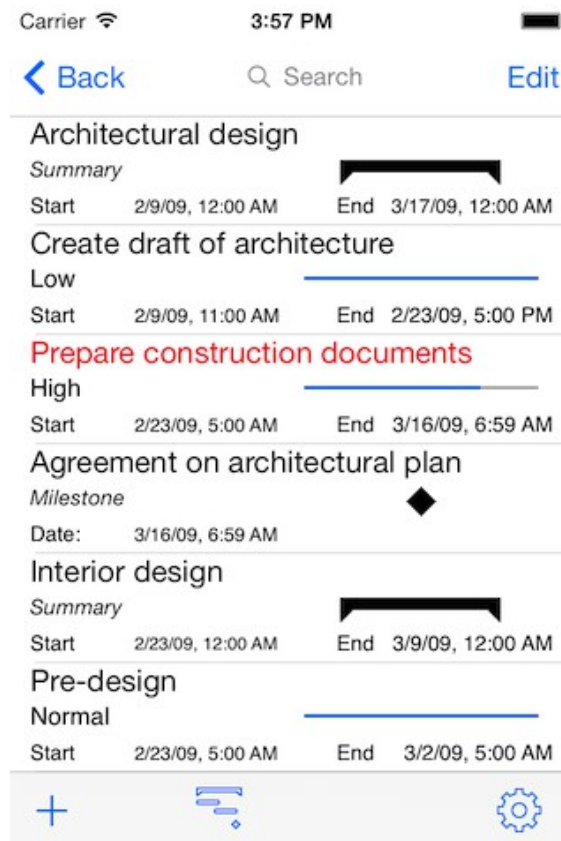 Carrier 3:57 PM
Back Search Edit
Architectural design
Summary
Start 2/9/09, 12:00 AM End 3/17/09, 12:00 AM
Create draft of architecture
Low
Start 2/9/09, 11:00 AM End 2/23/09, 5:00 PM
Prepare construction documents
High
Start 2/23/09, 5:00 AM End 3/16/09, 6:59 AM
Agreement on architectural plan
Milestone
Date: 3/16/09, 6:59 AM
Interior design
Summary
Start 2/23/09, 12:00 AM End 3/9/09, 12:00 AM
Pre-design
Normal
Start 2/23/09, 5:00 AM End 3/2/09, 5:00 AM